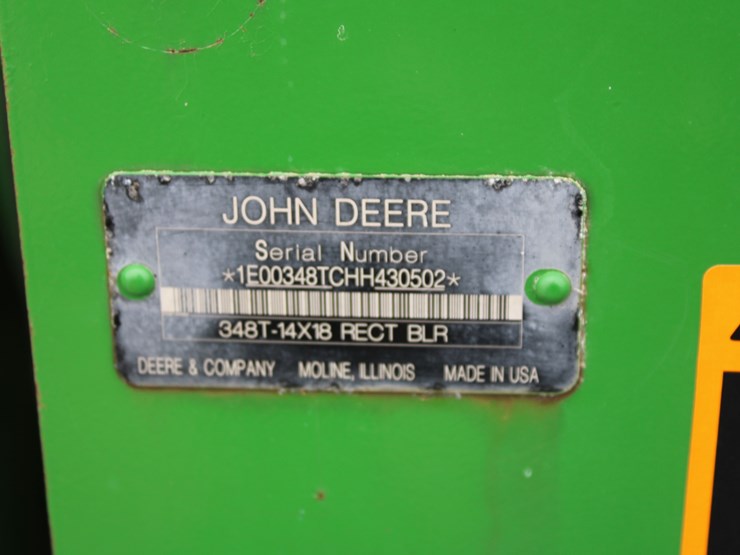 JOHN DEERE
Serial Number
*1E00348TCHH430502*
348T-14X18 RECT BLR
DEERE & COMPANY MOLINE, ILLINOIS MADE IN USA